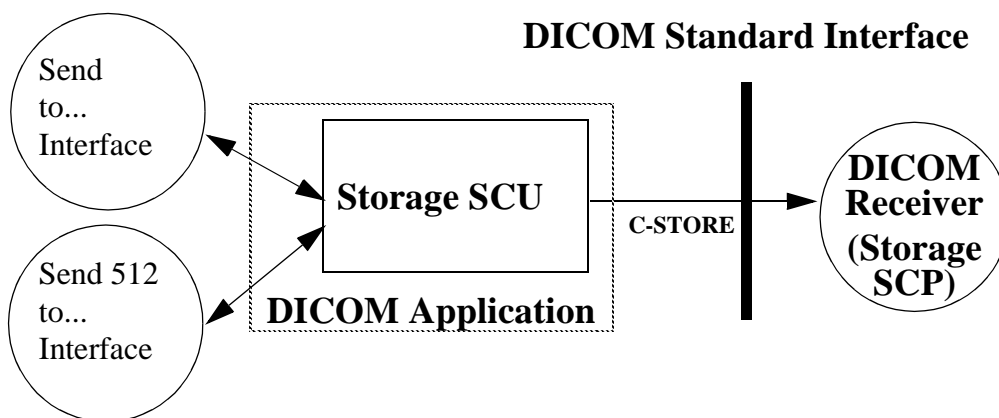 DICOM Standard Interface
Send
to...
Interface
Storage SCU
C-STORE
DICOM
Receiver
(Storage
SCP)
Send 512
to...
Interface
DICOM Application